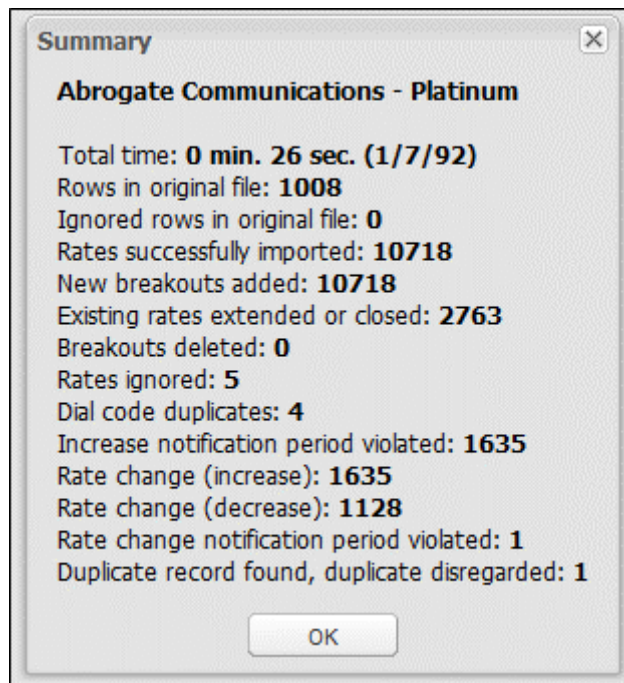 Summary
Abrogate Communications - Platinum
Total time: 0 min. 26 sec. (1/7/92)
Rows in original file: 1008
Ignored rows in original file: 0
Rates successfully imported: 10718
New breakouts added: 10718
Existing rates extended or closed: 2763
Breakouts deleted: 0
Rates ignored: 5
Dial code duplicates: 4
Increase notification period violated: 1635
Rate change (increase): 1635
Rate change (decrease): 1128
Rate change notification period violated: 1
Duplicate record found, duplicate disregarded: 1
OK